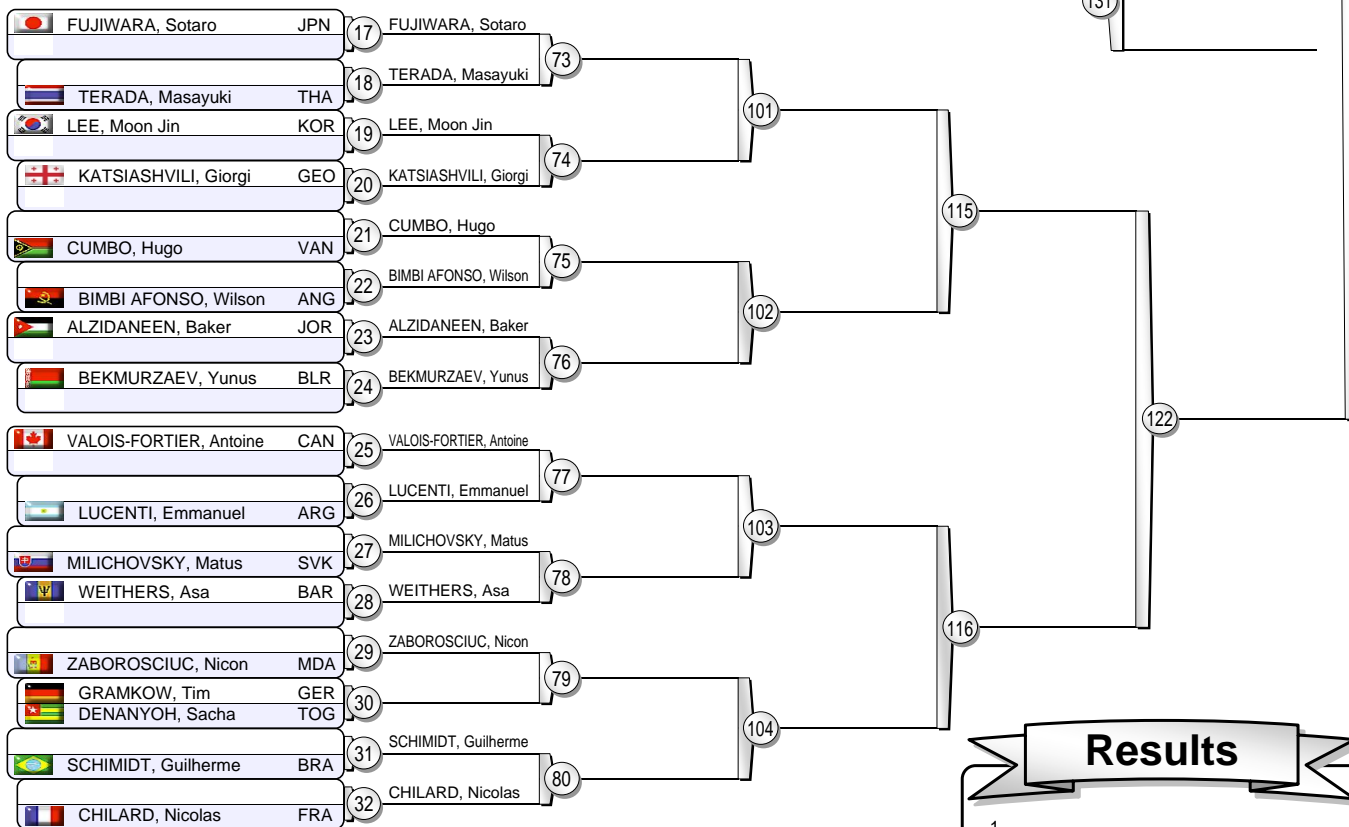 131
FUJIWARA, Sotaro JPN
17
FUJIWARA, Sotaro
73
TERADA, Masayuki THA
18
TERADA, Masayuki
101
LEE, Moon Jin KOR
19
LEE, Moon Jin
74
KATSIASHVILI, Giorgi GEO
20
KATSIASHVILI, Giorgi
115
CUMBO, Hugo VAN
21
CUMBO, Hugo
75
BIMBI AFONSO, Wilson ANG
22
BIMBI AFONSO, Wilson
102
ALZIDANEEN, Baker JOR
23
ALZIDANEEN, Baker
76
BEKMURZAEV, Yunus BLR
24
BEKMURZAEV, Yunus
122
VALOIS-FORTIER, Antoine CAN
25
VALOIS-FORTIER, Antoine
77
LUCENTI, Emmanuel ARG
26
LUCENTI, Emmanuel
103
MILICHOVSKY, Matus SVK
27
MILICHOVSKY, Matus
78
WEITHERS, Asa BAR
28
WEITHERS, Asa
116
ZABOROSCIUC, Nicon MDA
29
ZABOROSCIUC, Nicon
79
GRAMKOW, Tim GER
DENANYOH, Sacha TOG
30
104
SCHIMIDT, Guilherme BRA
31
SCHIMIDT, Guilherme
80
CHILARD, Nicolas FRA
32
CHILARD, Nicolas
Results
1